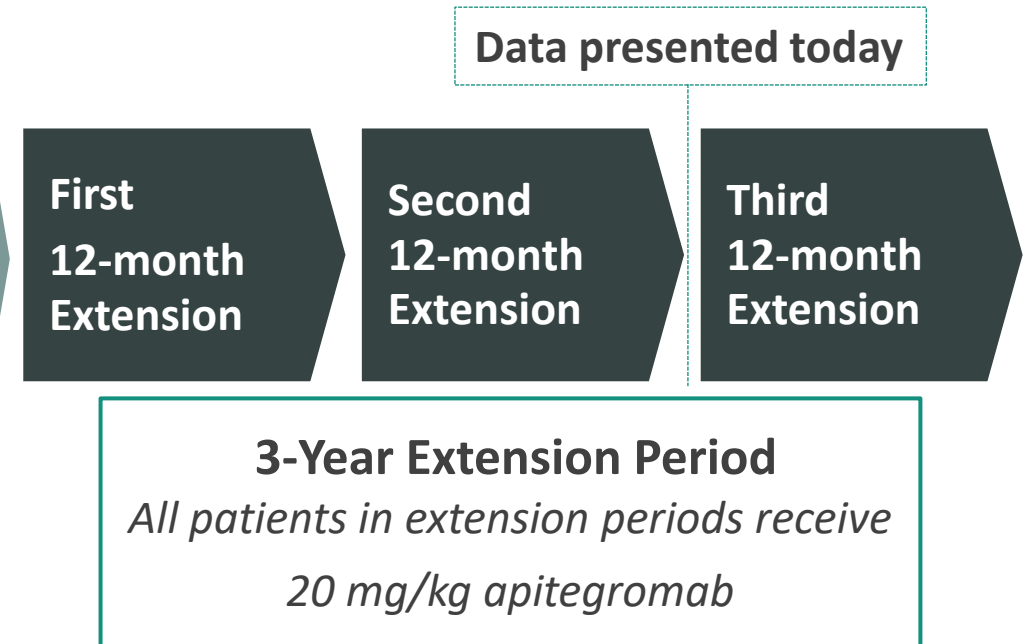 Data presented today
First
12-month
Extension
Second
12-month
Extension
Third
12-month
Extension
3-Year Extension Period
All patients in extension periods receive
20 mg/kg apitegromab